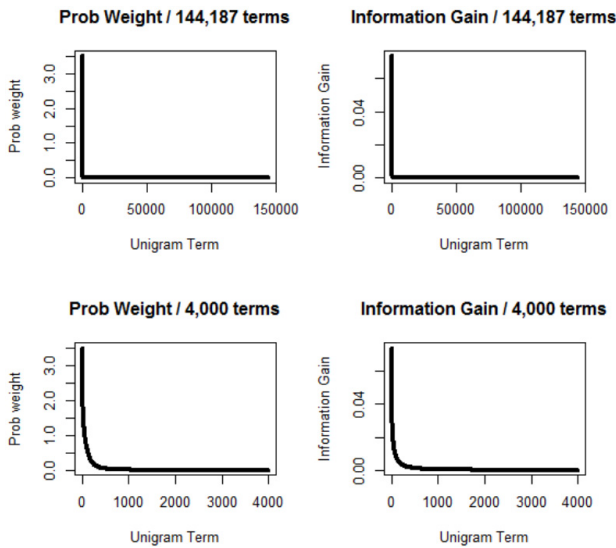 Prob Weight / 144,187 terms
Prob weight
3.0
2.0
1.0
0.0
0 50000 100000 150000
Unigram Term
Information Gain / 144,187 terms
Information Gain
0.04
0.00
0 50000 100000 150000
Unigram Term
Prob Weight / 4,000 terms
Prob weight
3.0
2.0
1.0
0.0
0 1000 2000 3000 4000
Unigram Term
Information Gain / 4,000 terms
Information Gain
0.04
0.00
0 1000 2000 3000 4000
Unigram Term